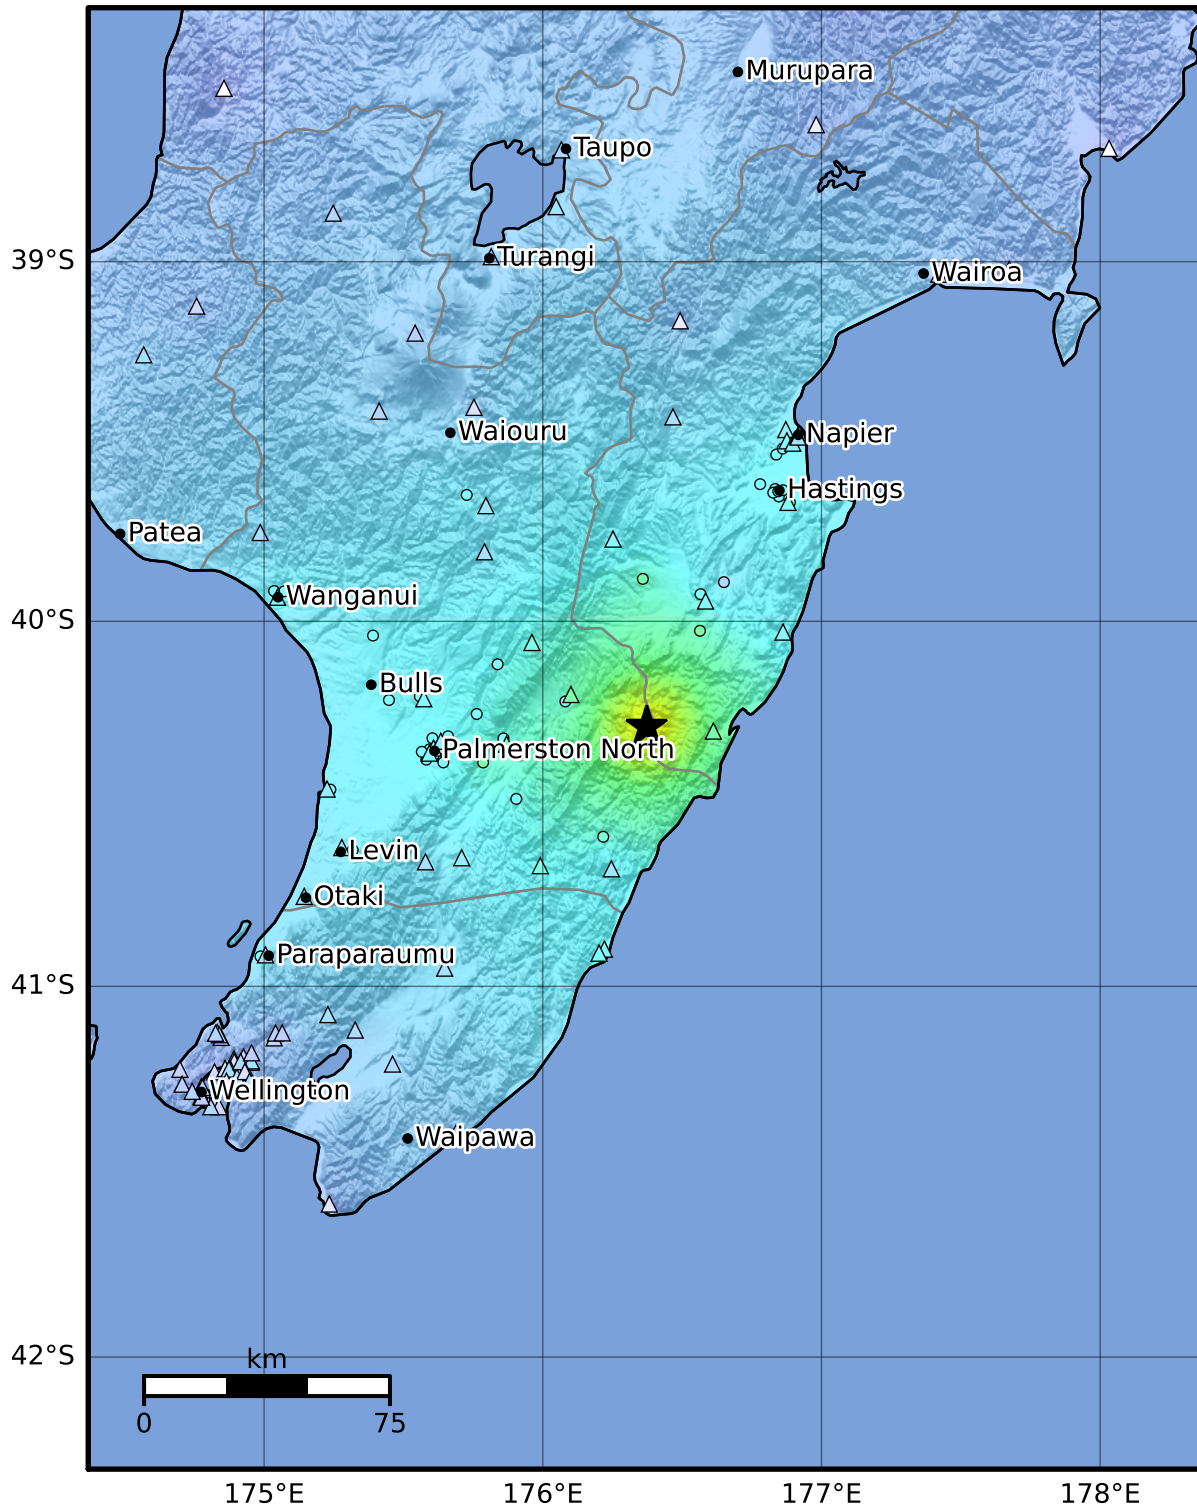 Murupara
Taupo
39°S
Turangi
Wairoa
Waiouru
Napier
Hastings
Patea
Wanganui
40°S
Bulls
Palmerston North
Levin
Otaki
Paraparaumu
41°S
Wellington
Waipawa
42°S
km
0 75
175°E 176°E 177°E 178°E